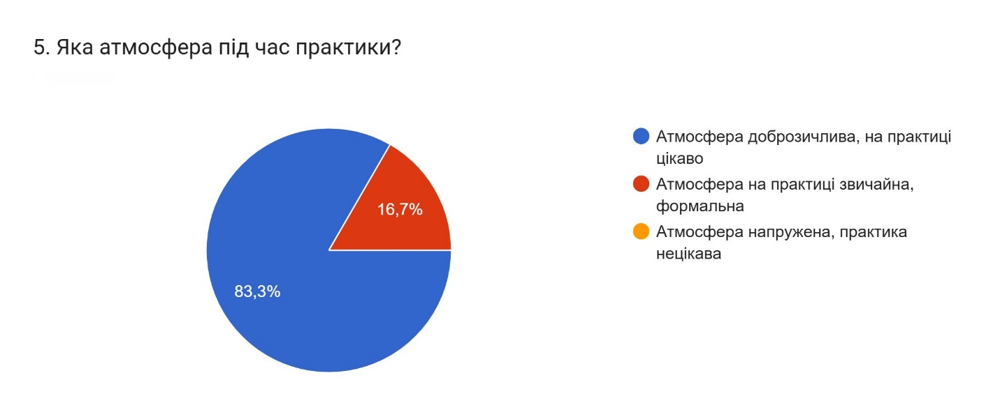 5. Яка атмосфера під час практики?
Атмосфера доброзичлива, на практиці
цікаво
Атмосфера на практиці звичайна,
формальна
Атмосфера напружена, практика
нецікава
16,7%
83,3%